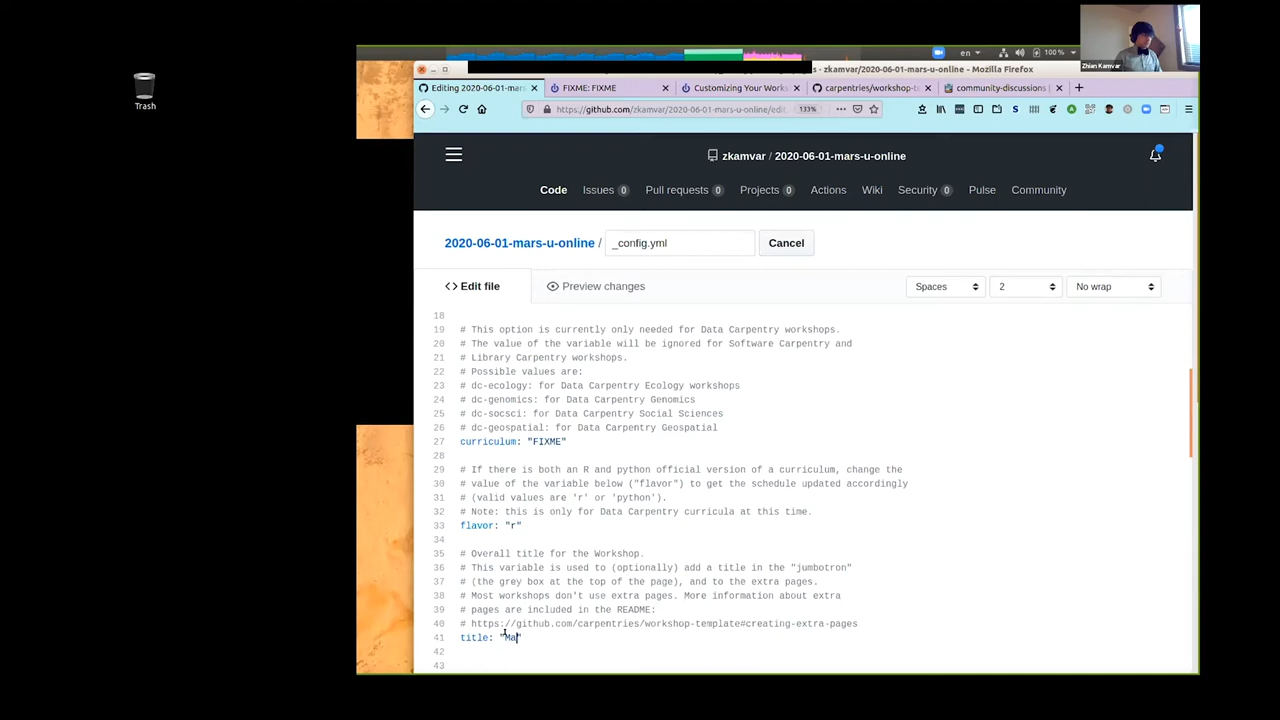 Trash
en
100 %
Zhian Kamvar
- zkamvar/2020-06-01-mars-u-online - Mozilla Firefox
Editing 2020-06-01-mars-
FIXME: FIXME
Customizing Your Works
carpentries/workshop-t
community-discussions
https://github.com/zkamvar/2020-06-01-mars-u-online/edit
133%
zkamvar / 2020-06-01-mars-u-online
Code Issues 0 Pull requests 0 Projects 0 Actions Wiki Security 0 Pulse Community
2020-06-01-mars-u-online / _config.yml Cancel
<> Edit file Preview changes Spaces 2 No wrap
18
19 # This option is currently only needed for Data Carpentry workshops.
20 # The value of the variable will be ignored for Software Carpentry and
21 # Library Carpentry workshops.
22 # Possible values are:
23 # dc-ecology: for Data Carpentry Ecology workshops
24 # dc-genomics: for Data Carpentry Genomics
25 # dc-socsci: for Data Carpentry Social Sciences
26 # dc-geospatial: for Data Carpentry Geospatial
27 curriculum: "FIXME"
28
29 # If there is both an R and python official version of a curriculum, change the
30 # value of the variable below ("flavor") to get the schedule updated accordingly
31 # (valid values are 'r' or 'python').
32 # Note: this is only for Data Carpentry curricula at this time.
33 flavor: "r"
34
35 # Overall title for the Workshop.
36 # This variable is used to (optionally) add a title in the "jumbotron"
37 # (the grey box at the top of the page), and to the extra pages.
38 # Most workshops don't use extra pages. More information about extra
39 # pages are included in the README:
40 # https://github.com/carpentries/workshop-template#creating-extra-pages
41 title: "Ma"
42
43